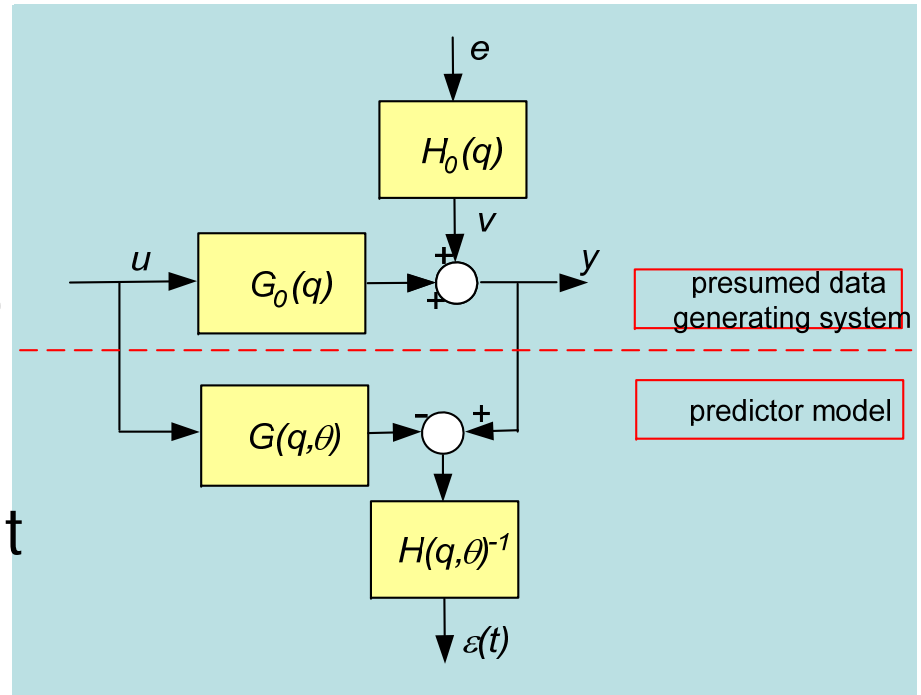 e
H₀(q)
v
u
+
y
G₀(q)
+
presumed data
generating system
G(q,θ)
-
+
predictor model
t
H(q,θ)⁻¹
ε(t)